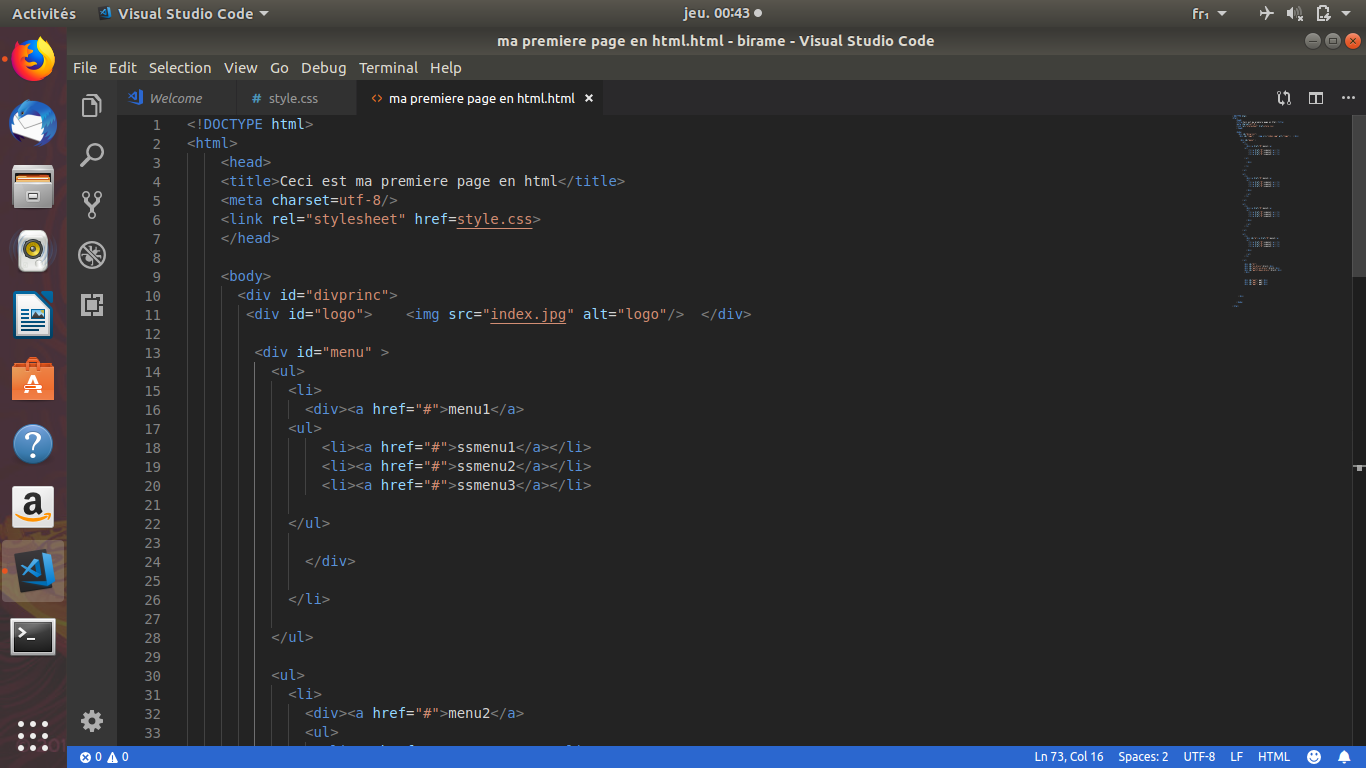 Activités Visual Studio Code jeu. 00:43 fr₁
ma premiere page en html.html - birame - Visual Studio Code
File Edit Selection View Go Debug Terminal Help
Welcome # style.css <> ma premiere page en html.html ×
1 <!DOCTYPE html>
2 <html>
3 <head>
4 <title>Ceci est ma premiere page en html</title>
5 <meta charset=utf-8/>
6 <link rel="stylesheet" href=style.css>
7 </head>
8
9 <body>
10 <div id="divprinc">
11 <div id="logo"> <img src="index.jpg" alt="logo"/> </div>
12
13 <div id="menu" >
14 <ul>
15 <li>
16 <div><a href="#">menu1</a>
17 <ul>
18 <li><a href="#">ssmenu1</a></li>
19 <li><a href="#">ssmenu2</a></li>
20 <li><a href="#">ssmenu3</a></li>
21
22 </ul>
23
24 </div>
25
26 </li>
27
28 </ul>
29
30 <ul>
31 <li>
32 <div><a href="#">menu2</a>
33 <ul>
0 0 Ln 73, Col 16 Spaces: 2 UTF-8 LF HTML